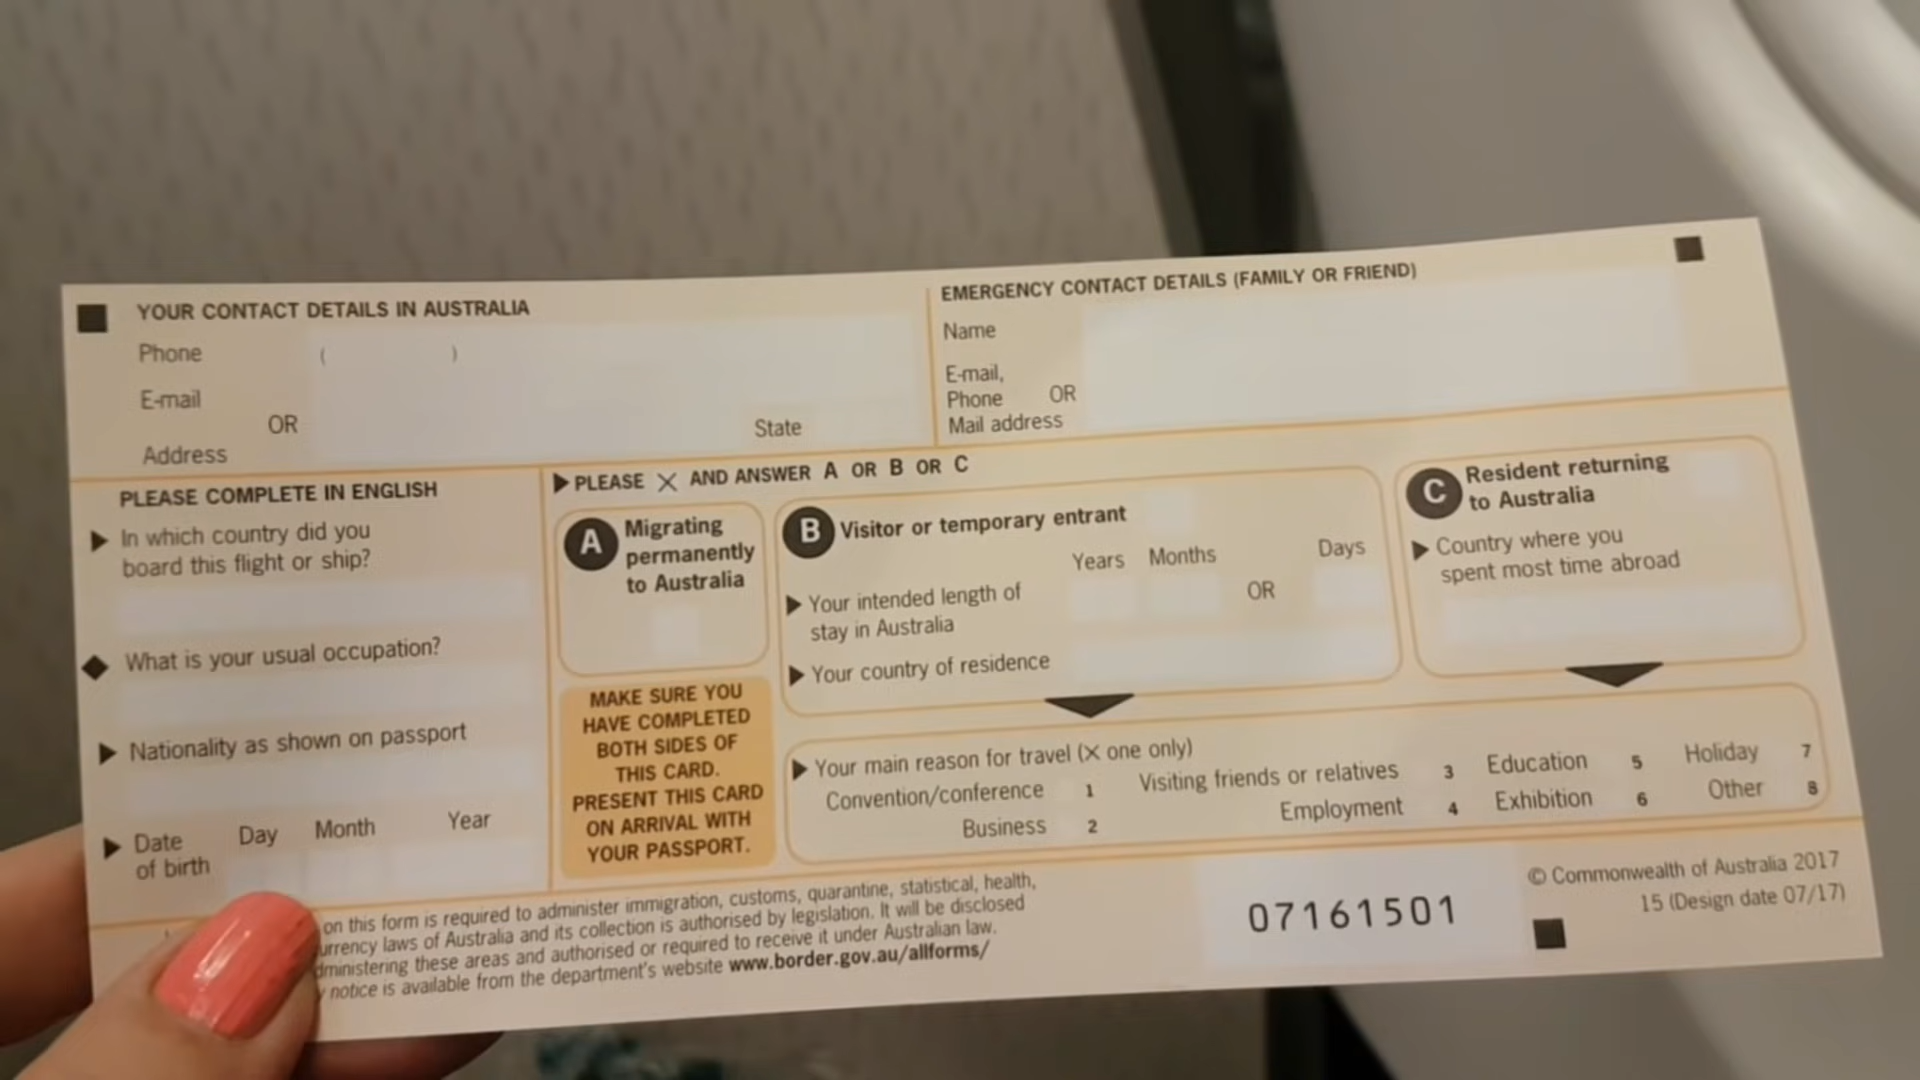 YOUR CONTACT DETAILS IN AUSTRALIA
Phone ( )
E-mail
OR
Address
State
EMERGENCY CONTACT DETAILS (FAMILY OR FRIEND)
Name
E-mail,
Phone OR
Mail address
PLEASE COMPLETE IN ENGLISH
In which country did you
board this flight or ship?
What is your usual occupation?
Nationality as shown on passport
Date
of birth
Day Month Year
PLEASE X AND ANSWER A OR B OR C
A Migrating
permanently
to Australia
MAKE SURE YOU
HAVE COMPLETED
BOTH SIDES OF
THIS CARD.
PRESENT THIS CARD
ON ARRIVAL WITH
YOUR PASSPORT.
B Visitor or temporary entrant
Years Months Days
Your intended length of
stay in Australia
OR
Your country of residence
C Resident returning
to Australia
Country where you
spent most time abroad
Your main reason for travel (X one only)
Convention/conference 1
Visiting friends or relatives 3
Education 5
Holiday 7
Business 2
Employment 4
Exhibition 6
Other 8
on this form is required to administer immigration, customs, quarantine, statistical, health,
laws of Australia and its collection is authorised by legislation. It will be disclosed
these areas and authorised or required to receive it under Australian law.
notice is available from the department's website www.border.gov.au/allforms/
07161501
© Commonwealth of Australia 2017
15 (Design date 07/17)